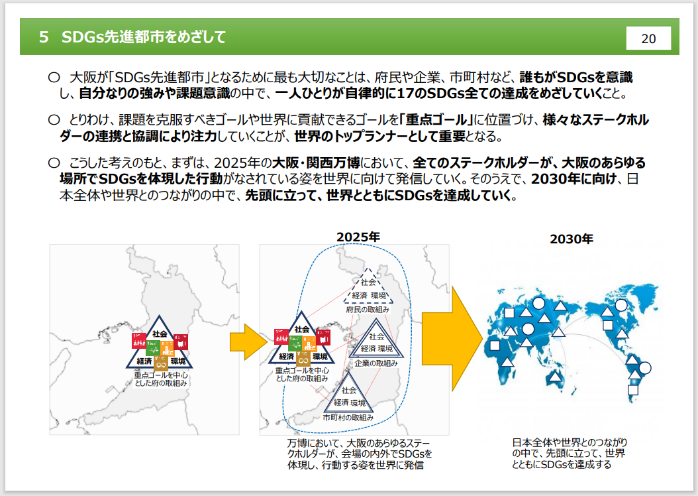 5 SDGs先進都市をめざして
20
○ 大阪が「SDGs先進都市」となるために最も大切なことは、府民や企業、市町村など、誰もがSDGsを意識
し、自分なりの強みや課題意識の中で、一人ひとりが自律的に17のSDGs全ての達成をめざしていくこと。
○ とりわけ、課題を克服すべきゴールや世界に貢献できるゴールを「重点ゴール」に位置づけ、様々なステークホル
ダーの連携と協調により注力していくことが、世界のトップランナーとして重要となる。
○ こうした考えのもと、まずは、2025年の大阪・関西万博において、全てのステークホルダーが、大阪のあらゆる
場所でSDGsを体現した行動がなされている姿を世界に向けて発信していく。そのうえで、2030年に向け、日
本全体や世界とのつながりの中で、先頭に立って、世界とともにSDGsを達成していく。
社会
経済 環境
重点ゴールを中心
とした府の取組み
2025年
社会
経済 環境
府民の取組み
社会
経済 環境
重点ゴールを中心
とした府の取組み
社会
経済 環境
企業の取組み
社会
経済 環境
市町村の取組み
万博において、大阪のあらゆるステー
クホルダーが、会場の内外でSDGsを
体現し、行動する姿を世界に発信
2030年
日本全体や世界とのつながり
の中で、先頭に立って、世界
とともにSDGsを達成する